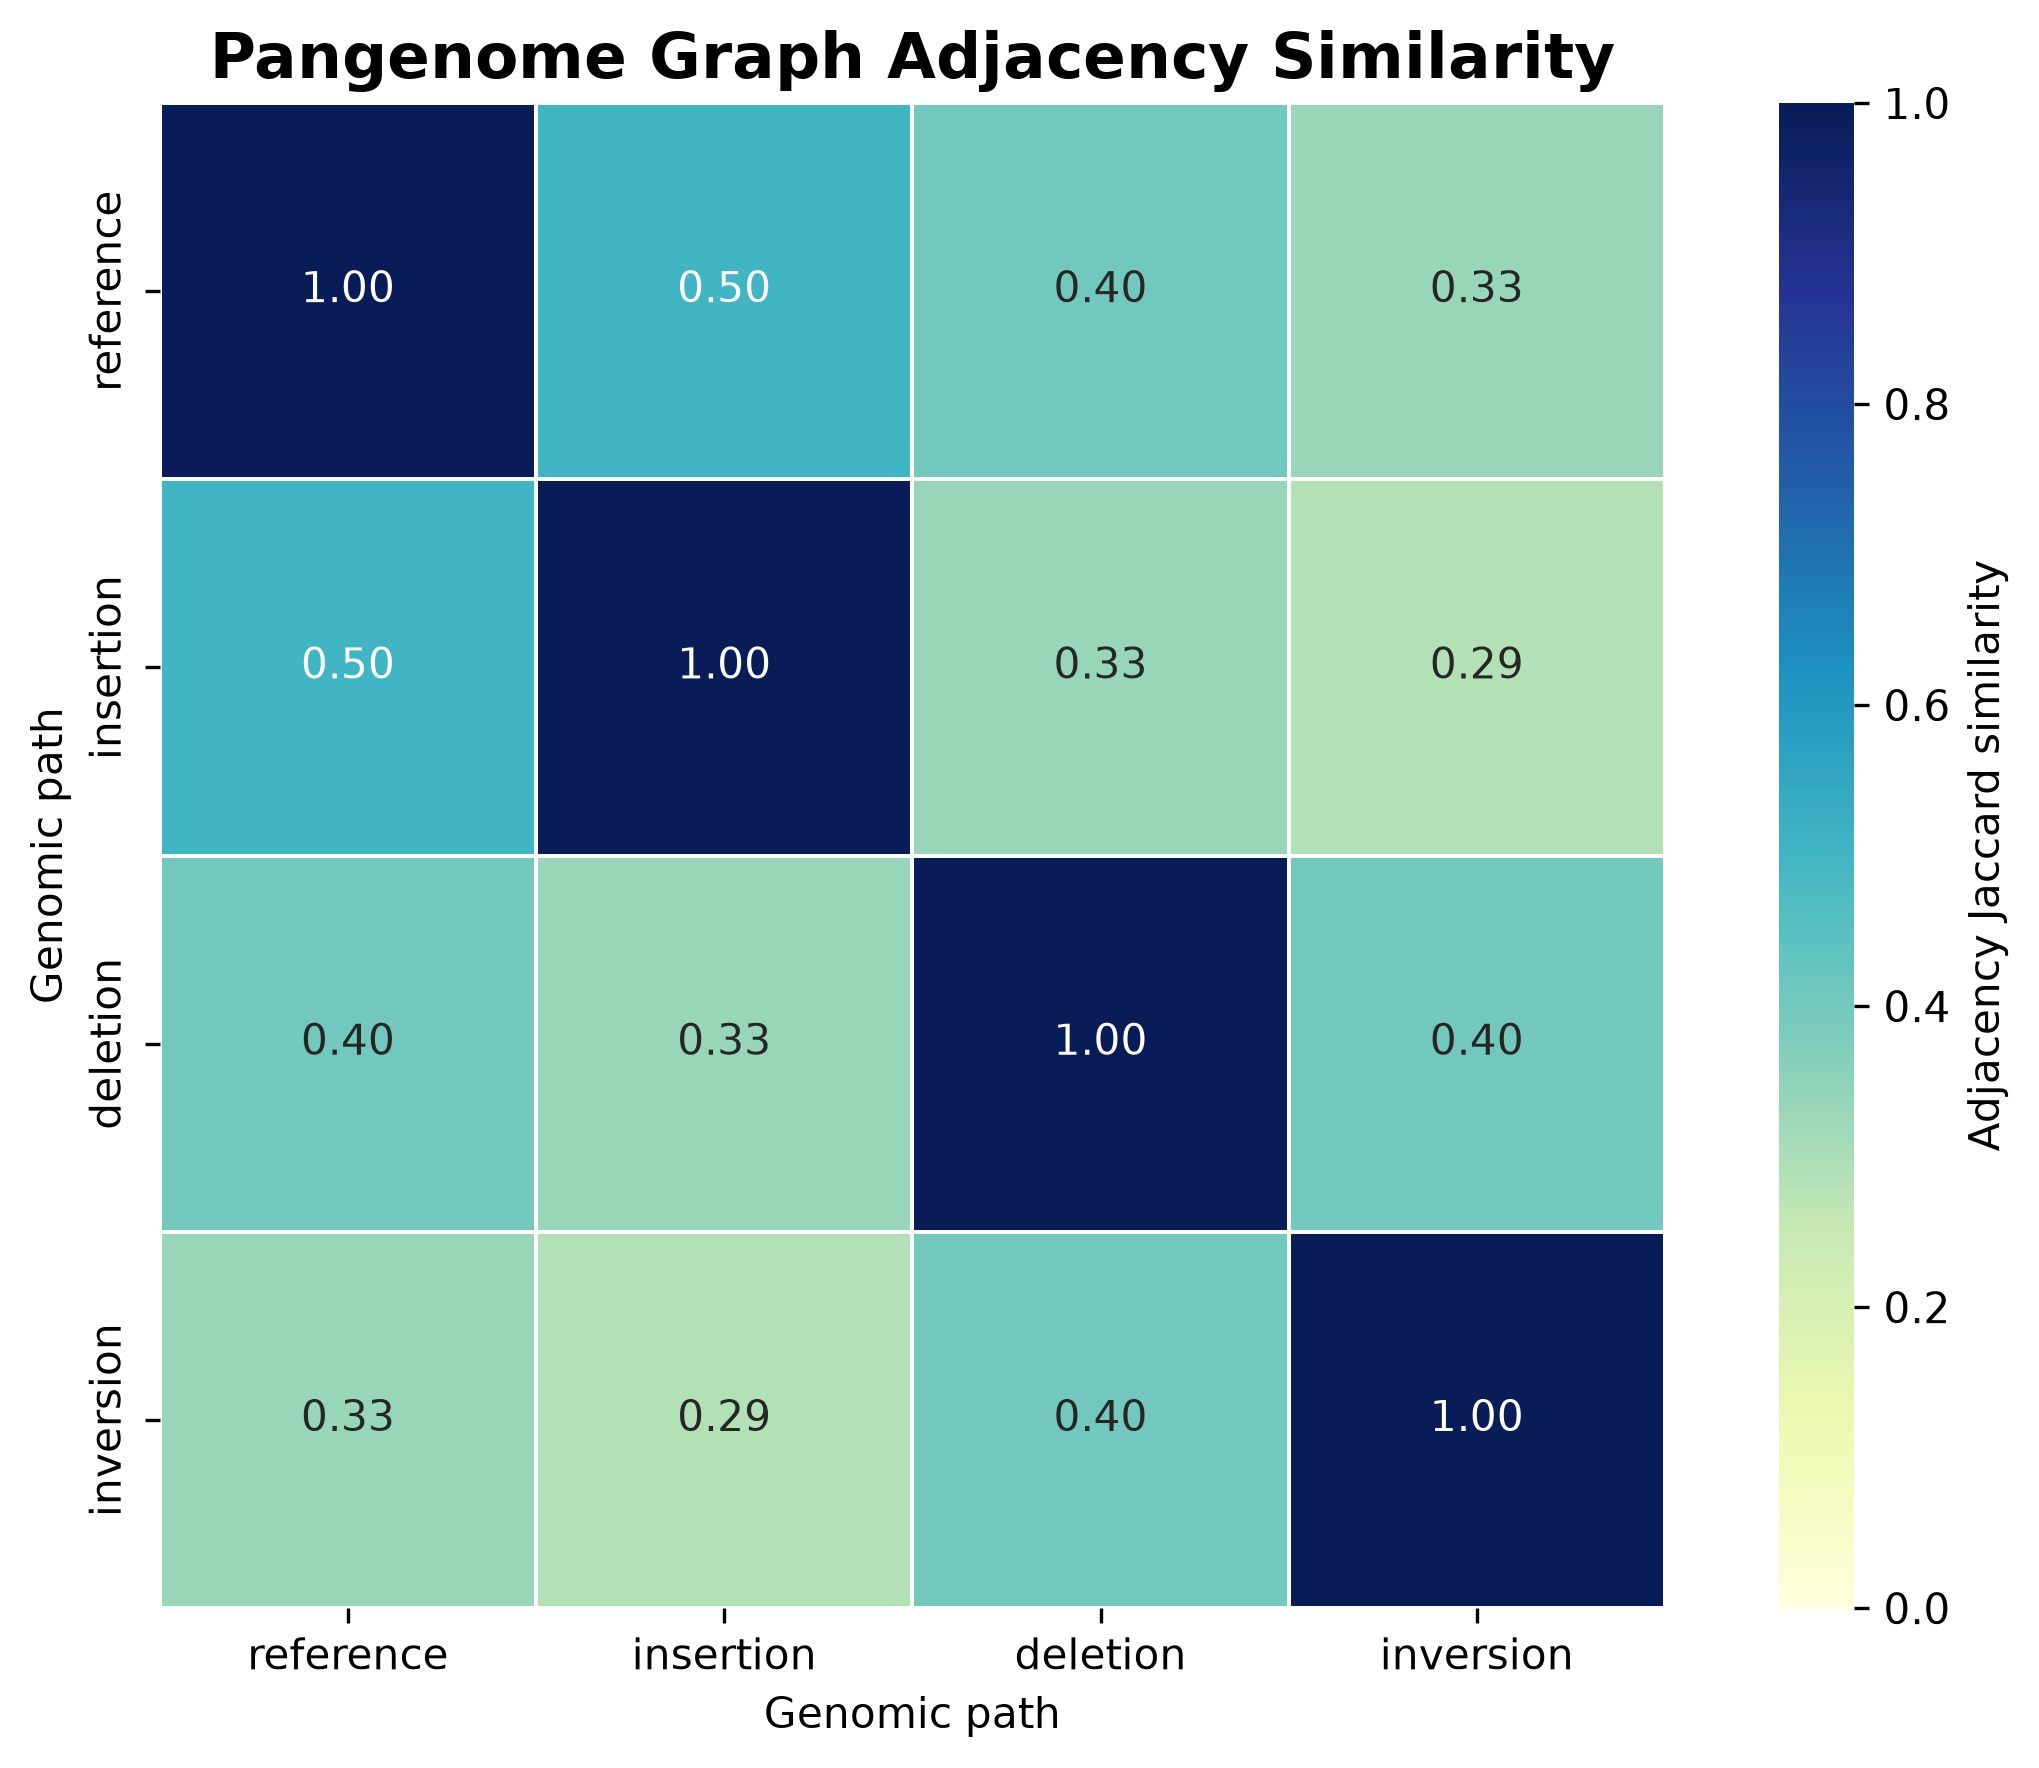 Pangenome Graph Adjacency Similarity
Genomic path
reference
1.00 0.50 0.40 0.33
insertion
0.50 1.00 0.33 0.29
deletion
0.40 0.33 1.00 0.40
inversion
0.33 0.29 0.40 1.00
reference insertion deletion inversion
Genomic path
1.0
0.8
0.6
0.4
0.2
0.0
Adjacency Jaccard similarity